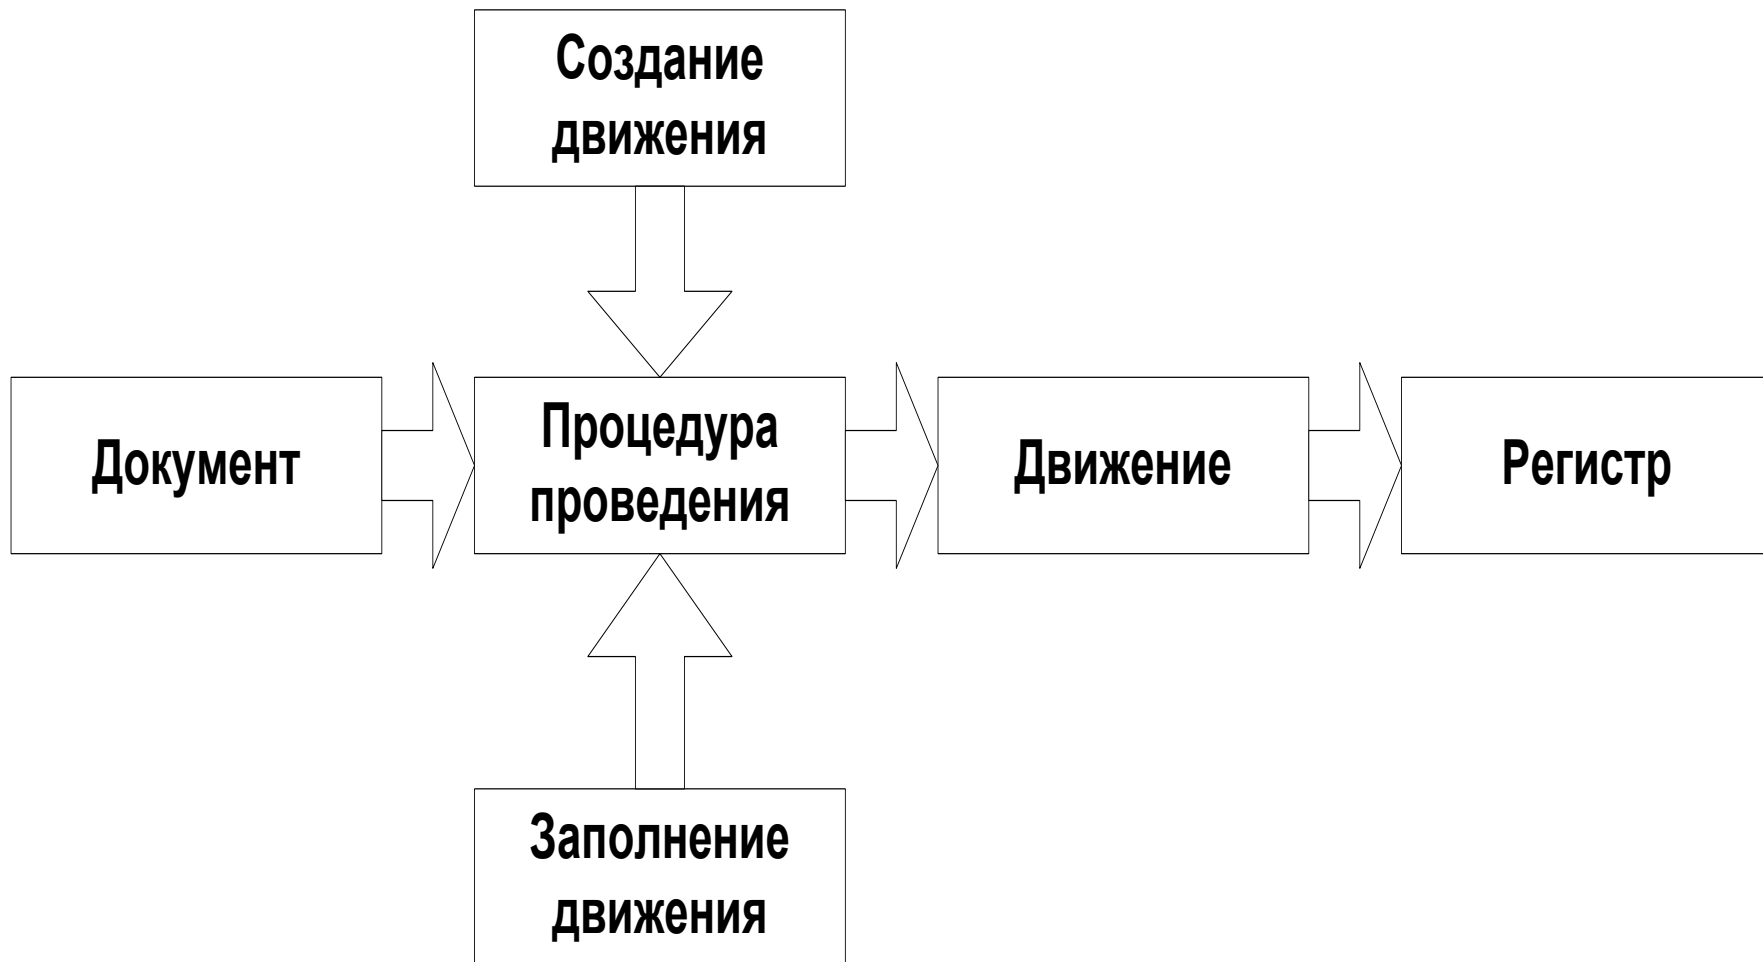 Создание
движения
Документ
Процедура
проведения
Движение
Регистр
Заполнение
движения